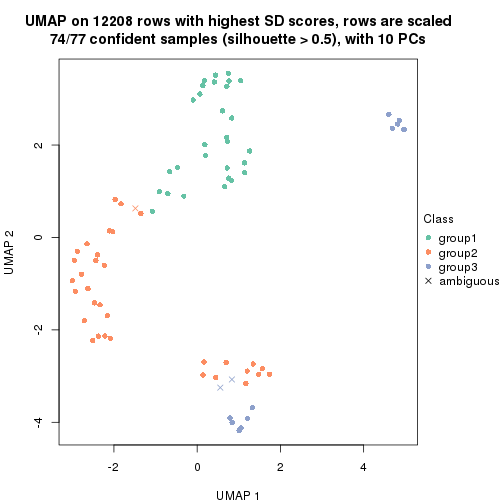 UMAP on 12208 rows with highest SD scores, rows are scaled
74/77 confident samples (silhouette > 0.5), with 10 PCs
2
0
-2
-4
UMAP 2
-2
0
2
4
UMAP 1
Class
group1
group2
group3
ambiguous